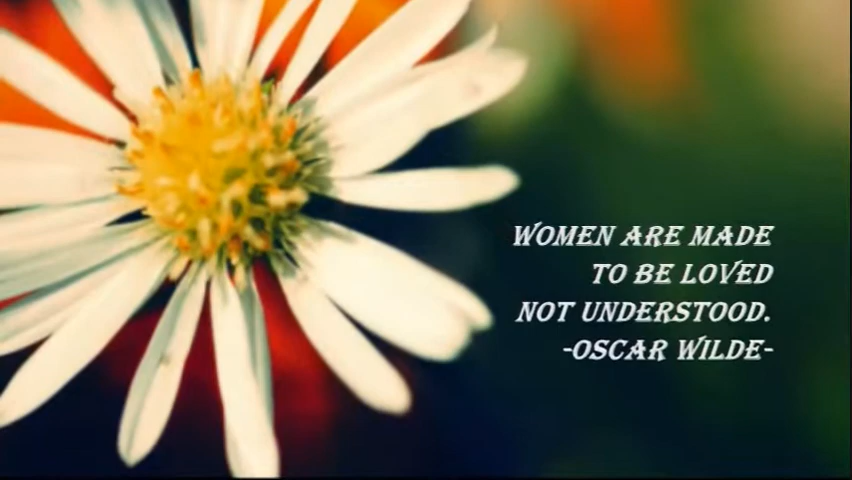 WOMEN ARE MADE
TO BE LOVED
NOT UNDERSTOOD.
-OSCAR WILDE-